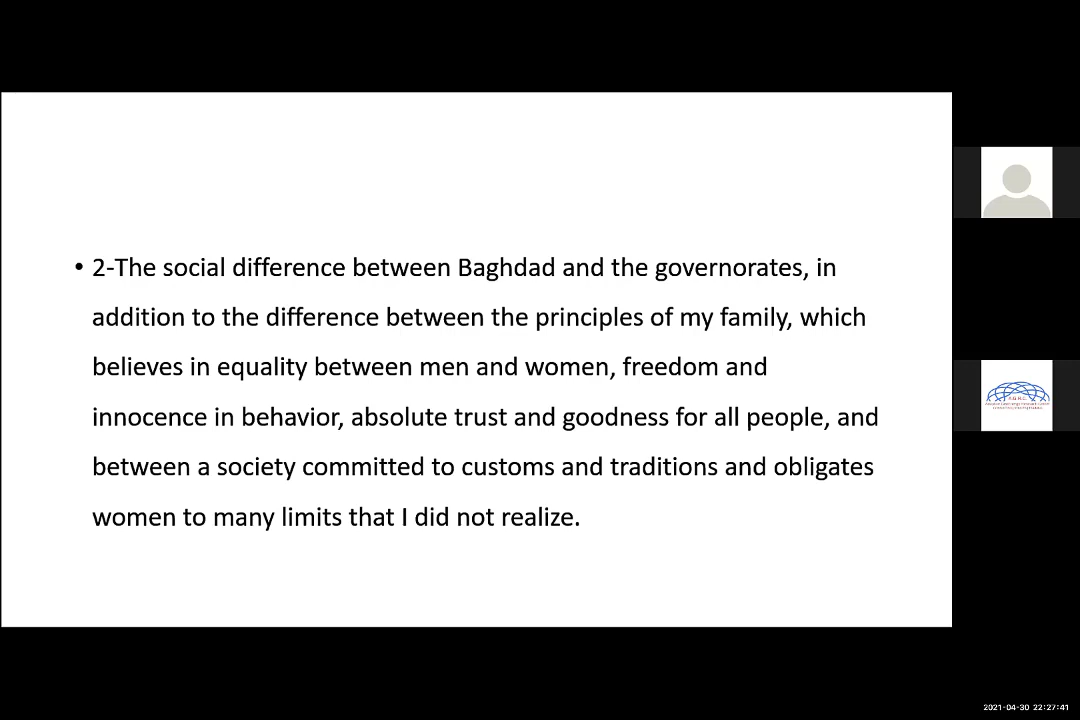 • 2-The social difference between Baghdad and the governorates, in
addition to the difference between the principles of my family, which
believes in equality between men and women, freedom and
innocence in behavior, absolute trust and goodness for all people, and
between a society committed to customs and traditions and obligates
women to many limits that I did not realize.
2021-04-30 22:27:41